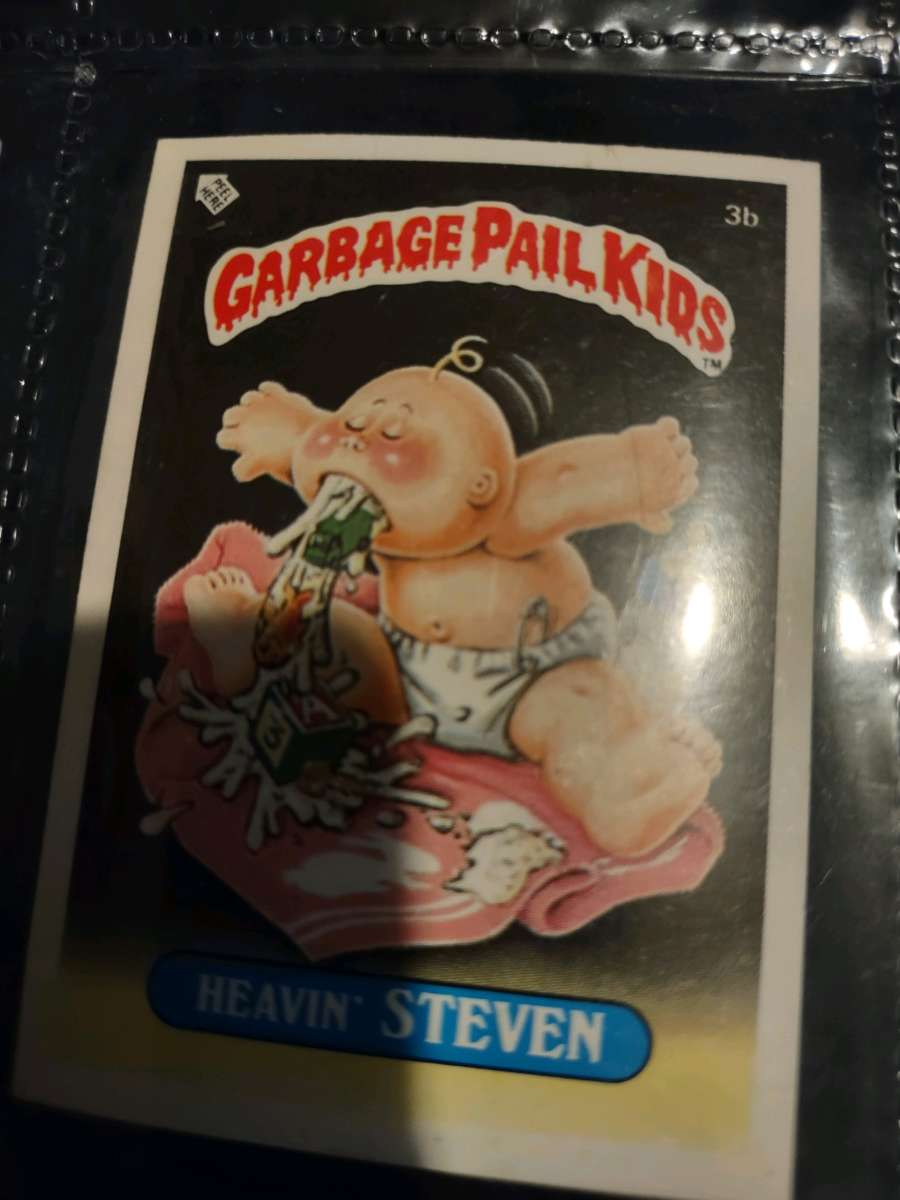 PEEL
HERE
3b
GARBAGE PAIL KIDS
TM
HEAVIN' STEVEN